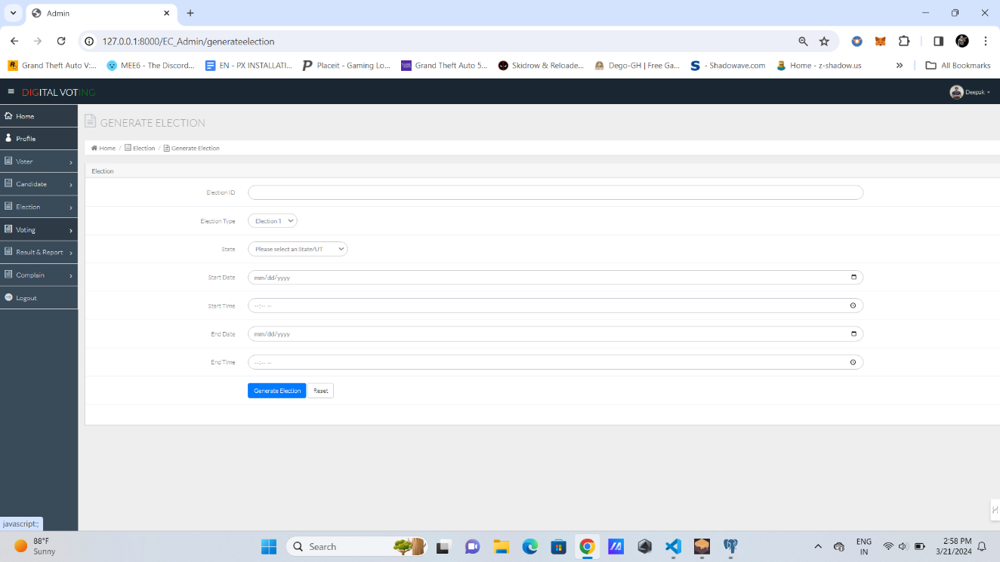 Admin
127.0.0.1:8000/EC_Admin/generateelection
Grand Theft Auto V:...
MEE6 - The Discord...
EN - PX INSTALLATI...
Placeit - Gaming Lo...
Grand Theft Auto 5...
Skidrow & Reloade...
Dego-GH | Free Ga...
- Shadowave.com
Home - z-shadow.us
All Bookmarks
DIGITAL VOTING
Deepak
Home
Profile
Voter
Candidate
Election
Voting
Result & Report
Complain
Logout
GENERATE ELECTION
Home / Election / Generate Election
Election
Election ID
Election Type
Election T
State
Please select an State/UT
Start Date
mm/dd/yyyy
Start Time
--:-- --
End Date
mm/dd/yyyy
End Time
--:-- --
Generate Election
Reset
javascript:;
88°F
Sunny
Search
ENG
IN
2:58 PM
3/21/2024